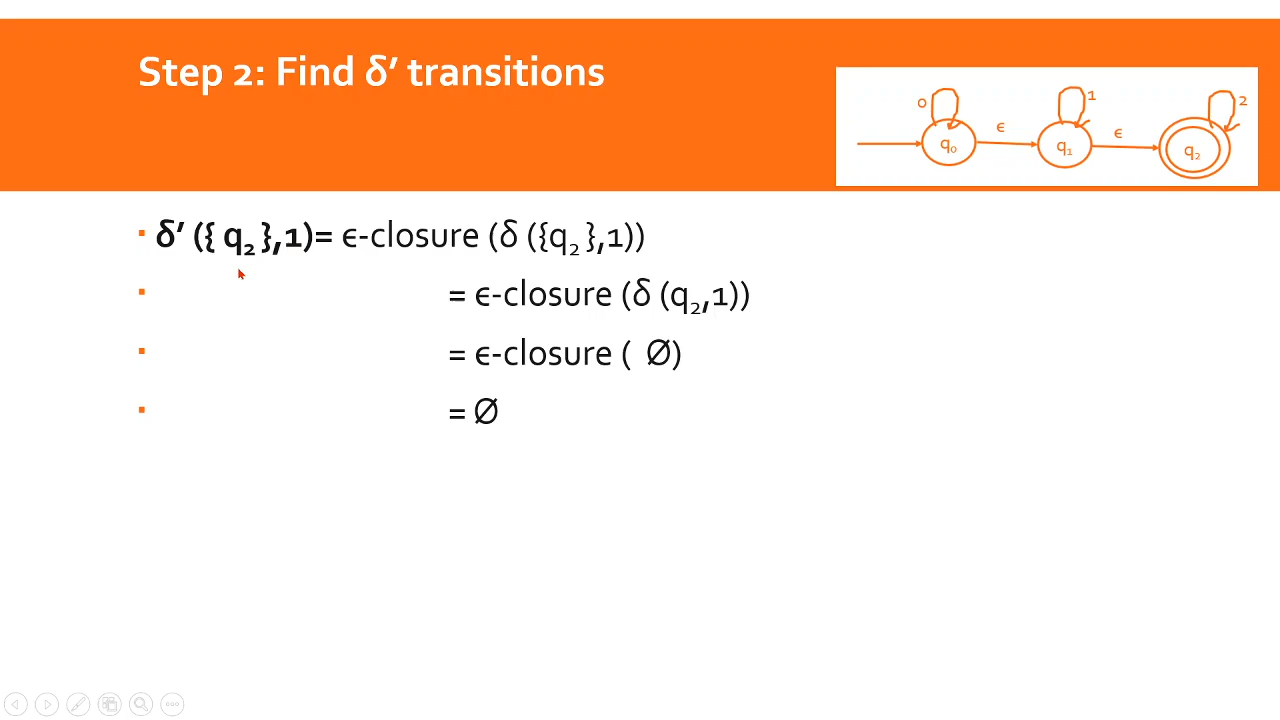 Step 2: Find δ′ transitions
0 1 2
ϵ ϵ
q₀ q₁ q₂
▪ δ′ ({ q₂ },1)= ϵ-closure (δ ({q₂ },1))
▪ = ϵ-closure (δ (q₂,1))
▪ = ϵ-closure ( Ø)
▪ = Ø